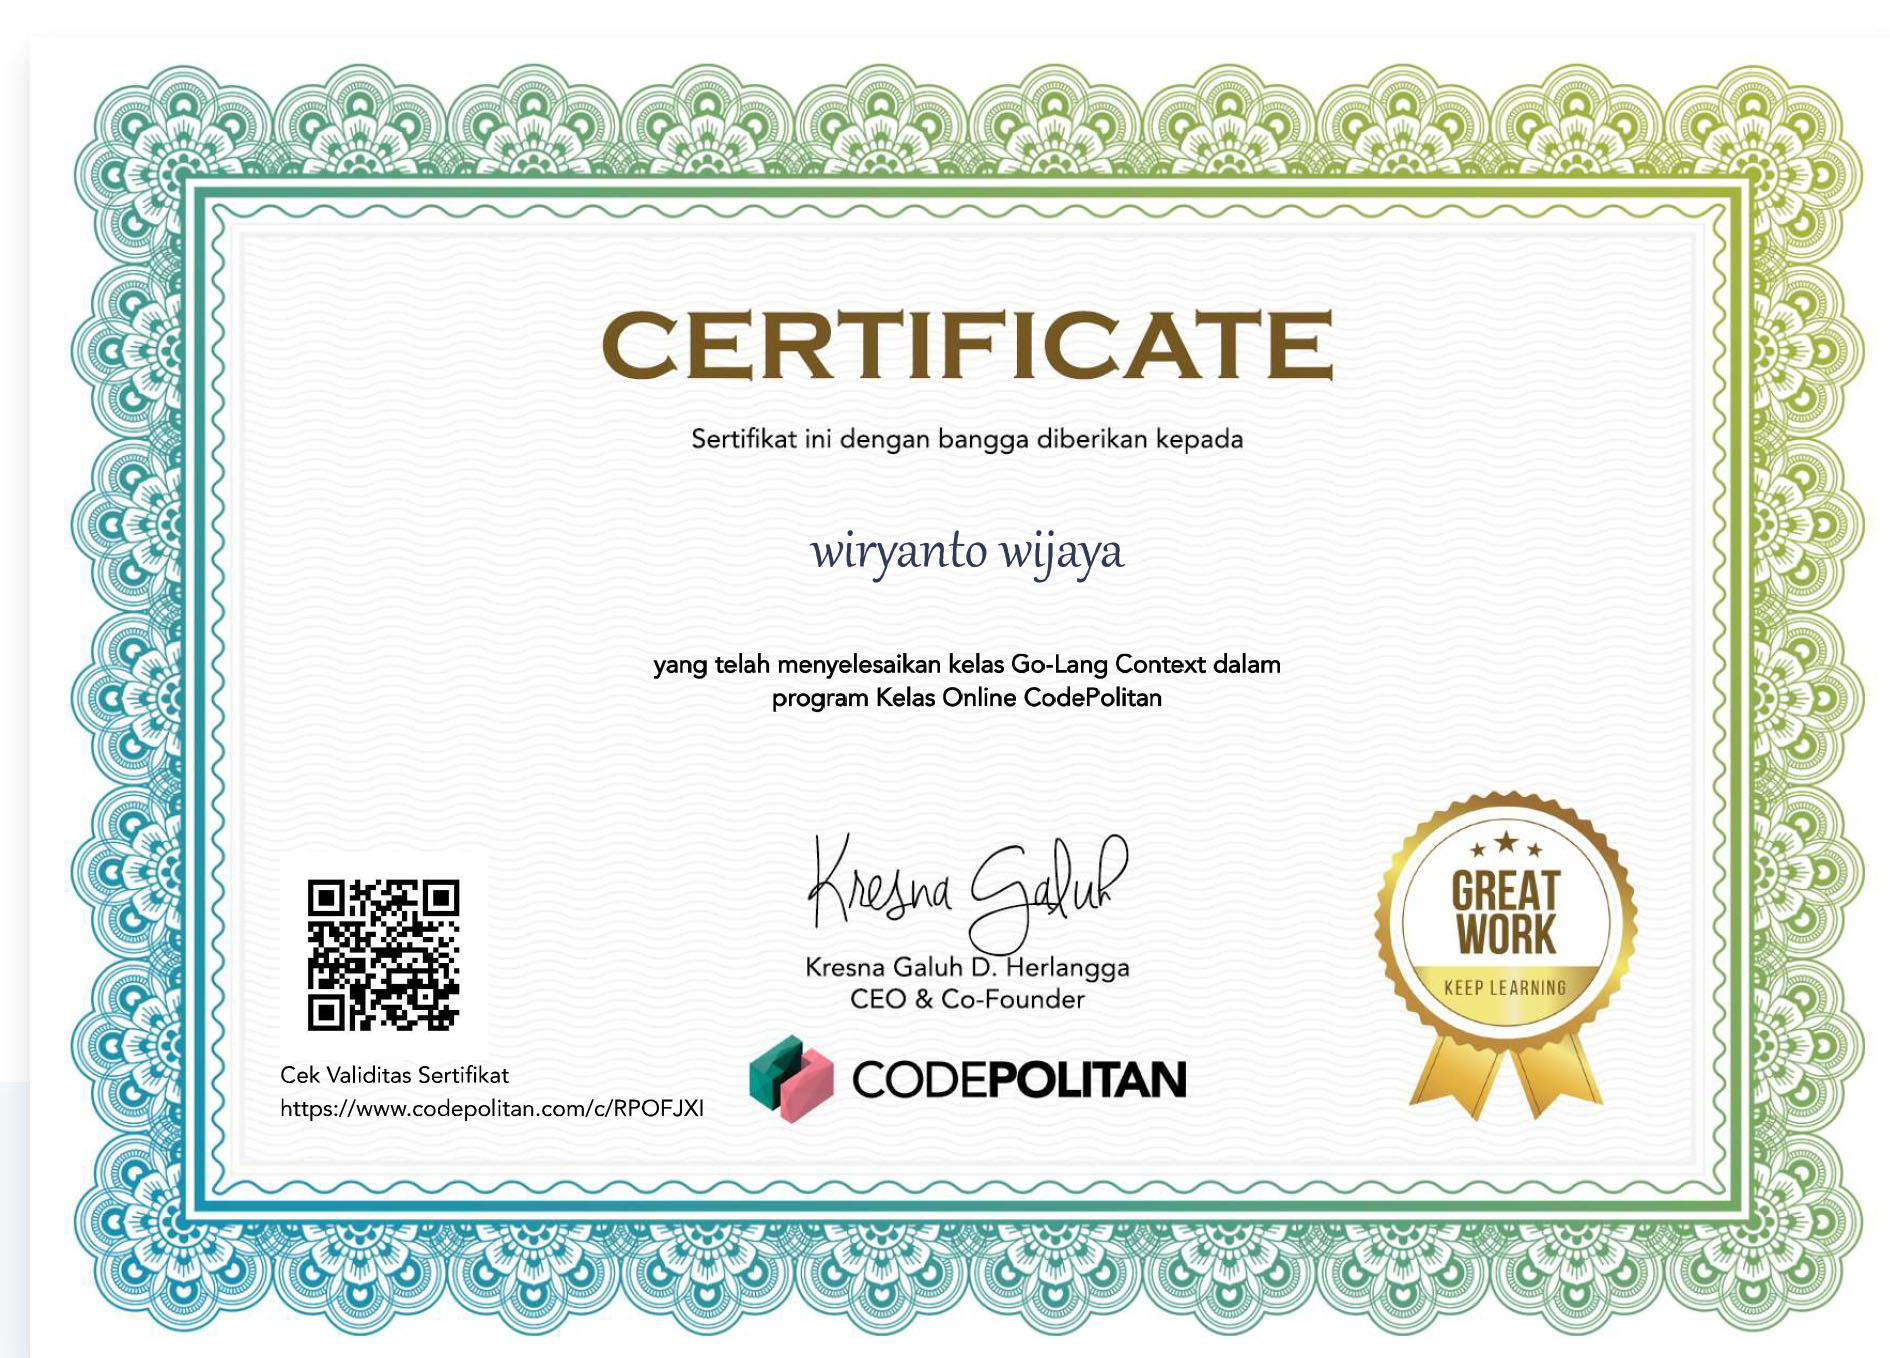 CERTIFICATE
Sertifikat ini dengan bangga diberikan kepada
wiryanto wijaya
yang telah menyelesaikan kelas Go-Lang Context dalam
program Kelas Online CodePolitan
Kresna Galuh
Kresna Galuh D. Herlangga
CEO & Co-Founder
CODEPOLITAN
Cek Validitas Sertifikat
https://www.codepolitan.com/c/RPOFJXI
GREAT
WORK
KEEP LEARNING